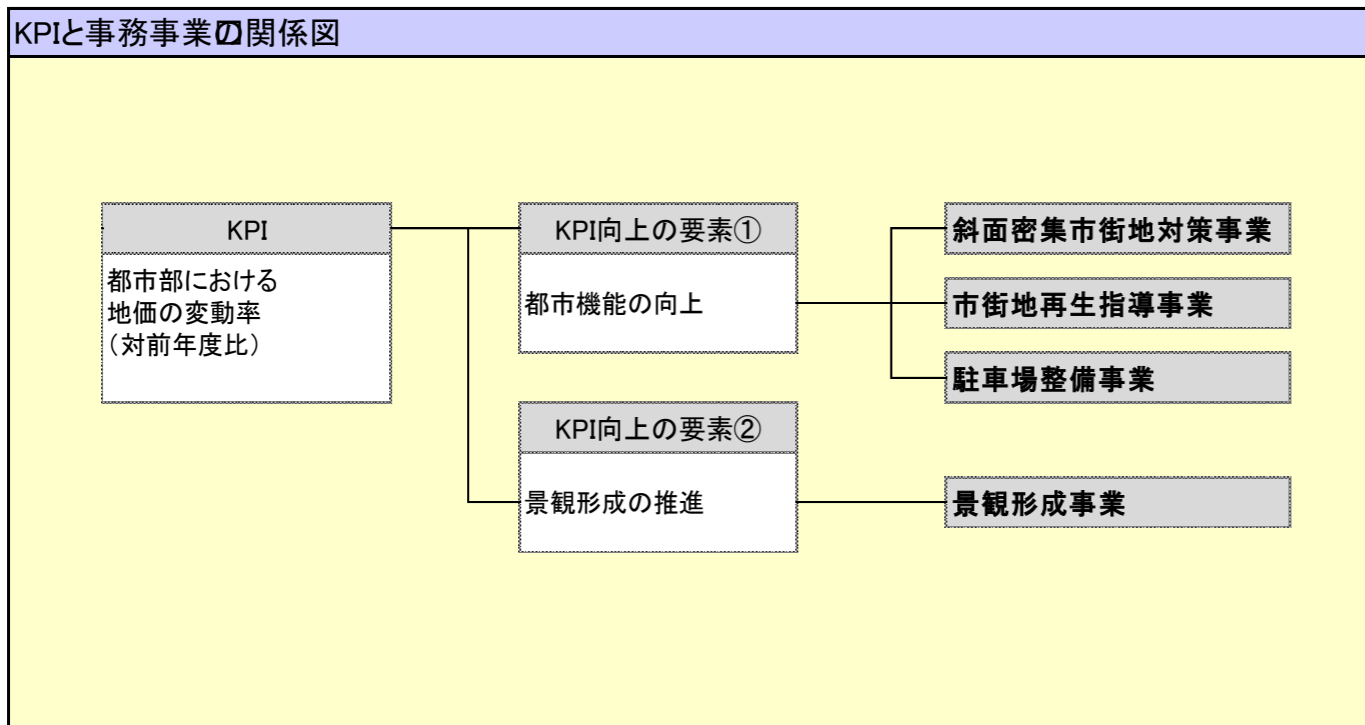 KPIと事務事業の関係図
KPI
都市部における
地価の変動率
（対前年度比）
KPI向上の要素①
都市機能の向上
KPI向上の要素②
景観形成の推進
斜面密集市街地対策事業
市街地再生指導事業
駐車場整備事業
景観形成事業